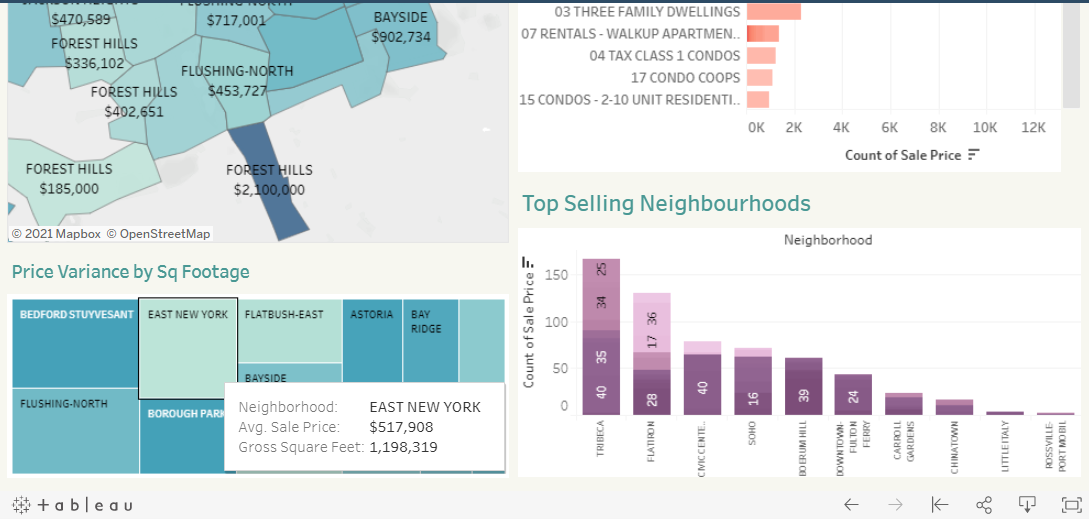 $470,589
FLUSHING-NORTH
$717,001
BAYSIDE
$902,734
FOREST HILLS
$336,102
FLUSHING-NORTH
$453,727
FOREST HILLS
$402,651
FOREST HILLS
$185,000
FOREST HILLS
$2,100,000
© 2021 Mapbox © OpenStreetMap
03 THREE FAMILY DWELLINGS
07 RENTALS - WALKUP APARTMEN..
04 TAX CLASS 1 CONDOS
17 CONDO COOPS
15 CONDOS - 2-10 UNIT RESIDENTI..
0K 2K 4K 6K 8K 10K 12K
Count of Sale Price
Price Variance by Sq Footage
BEDFORD STUYVESANT
EAST NEW YORK
FLATBUSH-EAST
ASTORIA
BAY
RIDGE
BAYSIDE
FLUSHING-NORTH
BOROUGH PARK
Neighborhood: EAST NEW YORK
Avg. Sale Price: $517,908
Gross Square Feet: 1,198,319
Top Selling Neighbourhoods
Neighborhood
Count of Sale Price
150
100
50
0
25
34
35
40
36
17
28
40
16
39
24
TRIBECA
FLATIRON
CIVIC CENTE..
SOHO
BOERUM HILL
DOWNTOWN-
FULTON
FERRY
CARROLL
GARDENS
CHINATOWN
LITTLE ITALY
ROSSVILLE-
PORT MOBIL
+ableau